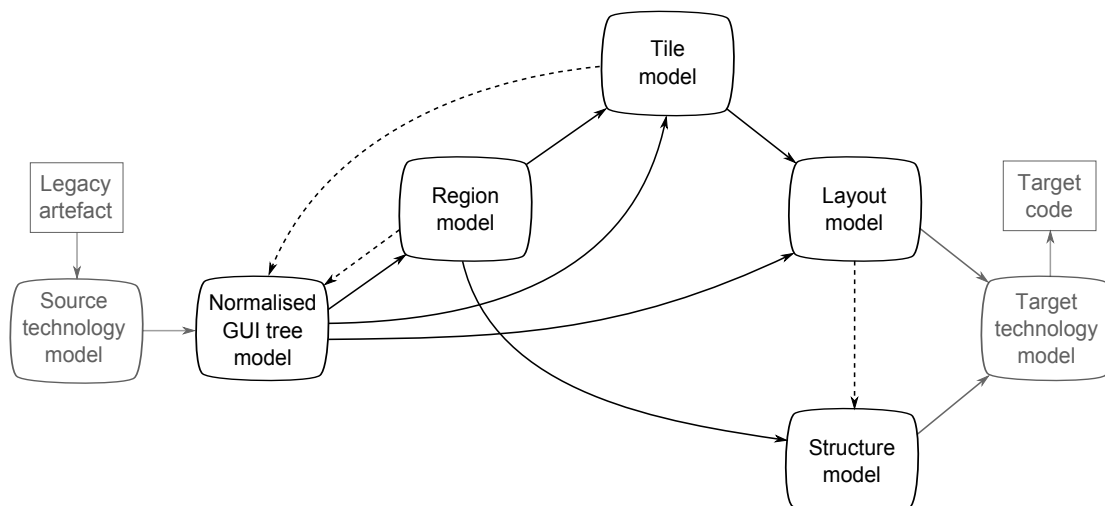 Tile
model
Legacy
artefact
Region
model
Layout
model
Target
code
Source
technology
model
Normalised
GUI tree
model
Target
technology
model
Structure
model